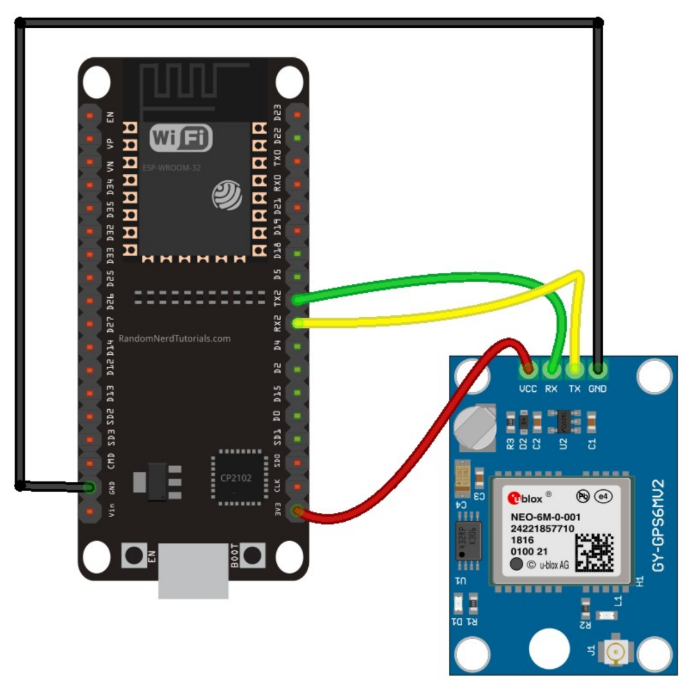 WiFi
ESP-WROOM-32
EN
VP
VN
D34
D35
D32
D33
D25
D26
D27
D14
D12
D13
SD2
SD3
CMD
GND
Vin
D23
D22
TX0
RX0
D21
D19
D18
D5
TX2
RX2
D4
D2
D15
D0
SD1
SD0
CLK
3V3
RandomNerdTutorials.com
CP2102
EN
BOOT
VCC RX TX GND
R3
D2
C2
U2
C1
C4
C3
ublox ®
e4
NEO-6M-0-001
24221857710
1816
0100 21
© u-blox AG
GY-GPS6MV2
U1
H1
D1
R1
R2
L1
J1